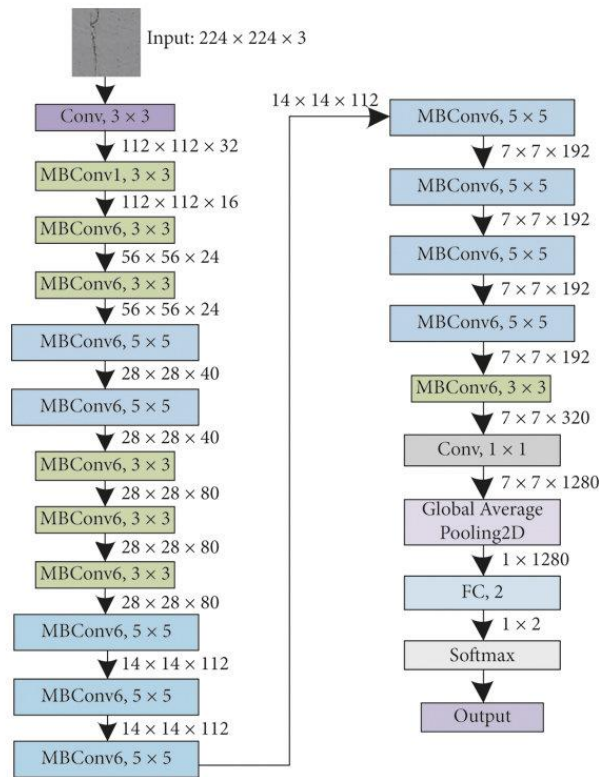 Input: 224 × 224 × 3
Conv, 3 × 3
112 × 112 × 32
MBConv1, 3 × 3
112 × 112 × 16
MBConv6, 3 × 3
56 × 56 × 24
MBConv6, 3 × 3
56 × 56 × 24
MBConv6, 5 × 5
28 × 28 × 40
MBConv6, 5 × 5
28 × 28 × 40
MBConv6, 3 × 3
28 × 28 × 80
MBConv6, 3 × 3
28 × 28 × 80
MBConv6, 3 × 3
28 × 28 × 80
MBConv6, 5 × 5
14 × 14 × 112
MBConv6, 5 × 5
14 × 14 × 112
MBConv6, 5 × 5
14 × 14 × 112
MBConv6, 5 × 5
7 × 7 × 192
MBConv6, 5 × 5
7 × 7 × 192
MBConv6, 5 × 5
7 × 7 × 192
MBConv6, 5 × 5
7 × 7 × 192
MBConv6, 3 × 3
7 × 7 × 320
Conv, 1 × 1
7 × 7 × 1280
Global Average
Pooling2D
1 × 1280
FC, 2
1 × 2
Softmax
Output